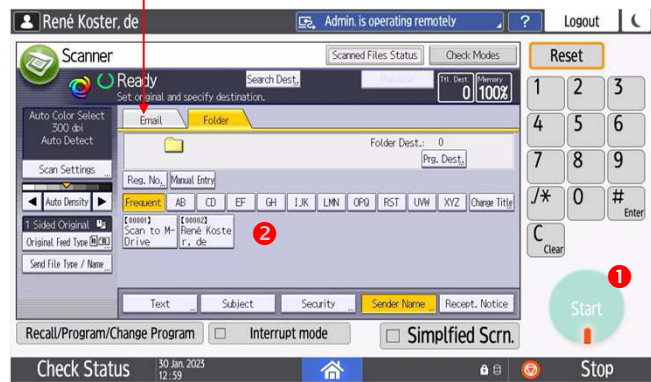 René Koster, de
Admin. is operating remotely
?
Logout
Scanner
Scanned Files Status
Check Modes
Reset
Ready
Search Dest.
Ttl. Dest.
0
Memory
100%
Set original and specify destination.
Auto Color Select
300 dpi
Auto Detect
Scan Settings
Auto Density
1 Sided Original
Original Feed Type
Send File Type / Name
Email
Folder
Folder Dest.: 0
Prg. Dest.
Reg. No.
Manual Entry
Frequent AB CD EF GH IJK LMN OPQ RST UVW XYZ Change Title
[00001]
Scan to M-
Drive
[00002]
René Koste
r, de
2
Text
Subject
Security
Sender Name
Recept. Notice
1 2 3
4 5 6
7 8 9
./* 0 #
Enter
C
Clear
1
Start
Recall/Program/Change Program
Interrupt mode
Simplfied Scrn.
Check Status
30 Jan. 2023
12:59
Stop